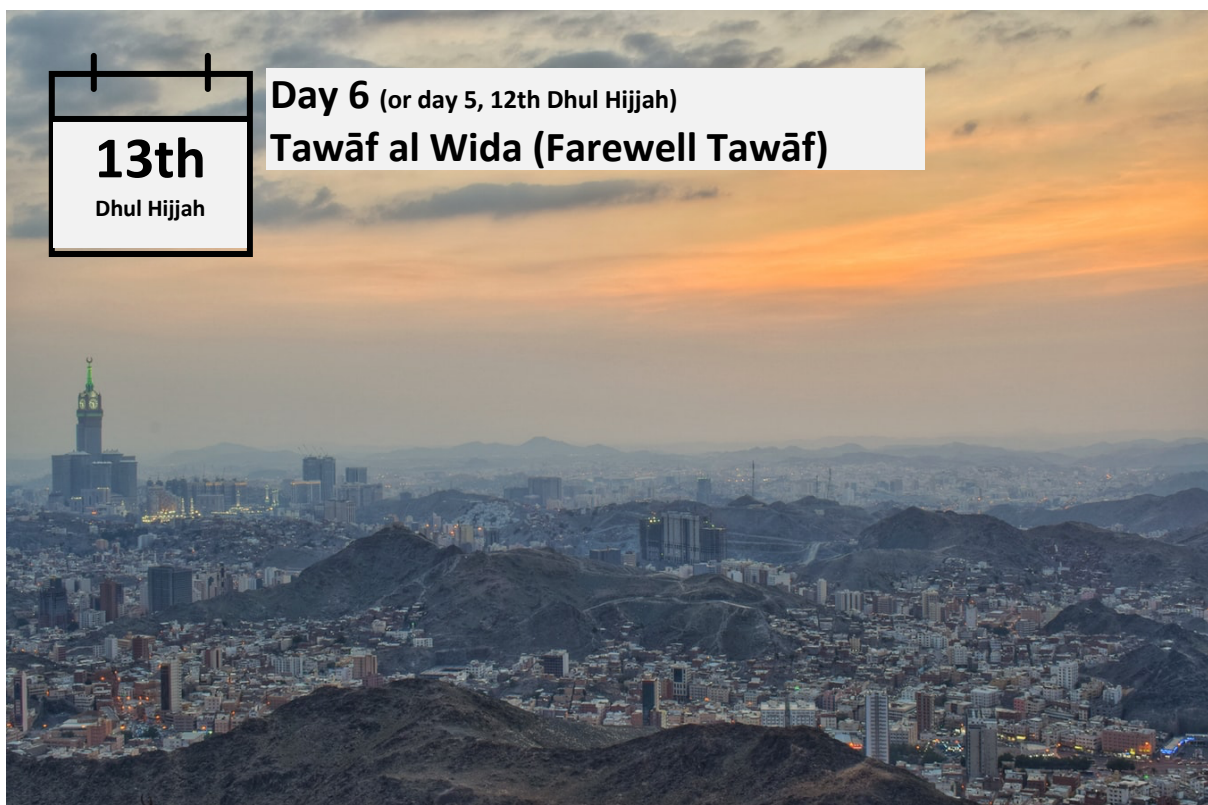 13th
Dhul Hijjah
Day 6 (or day 5, 12th Dhul Hijjah)
Tawāf al Wida (Farewell Tawāf)